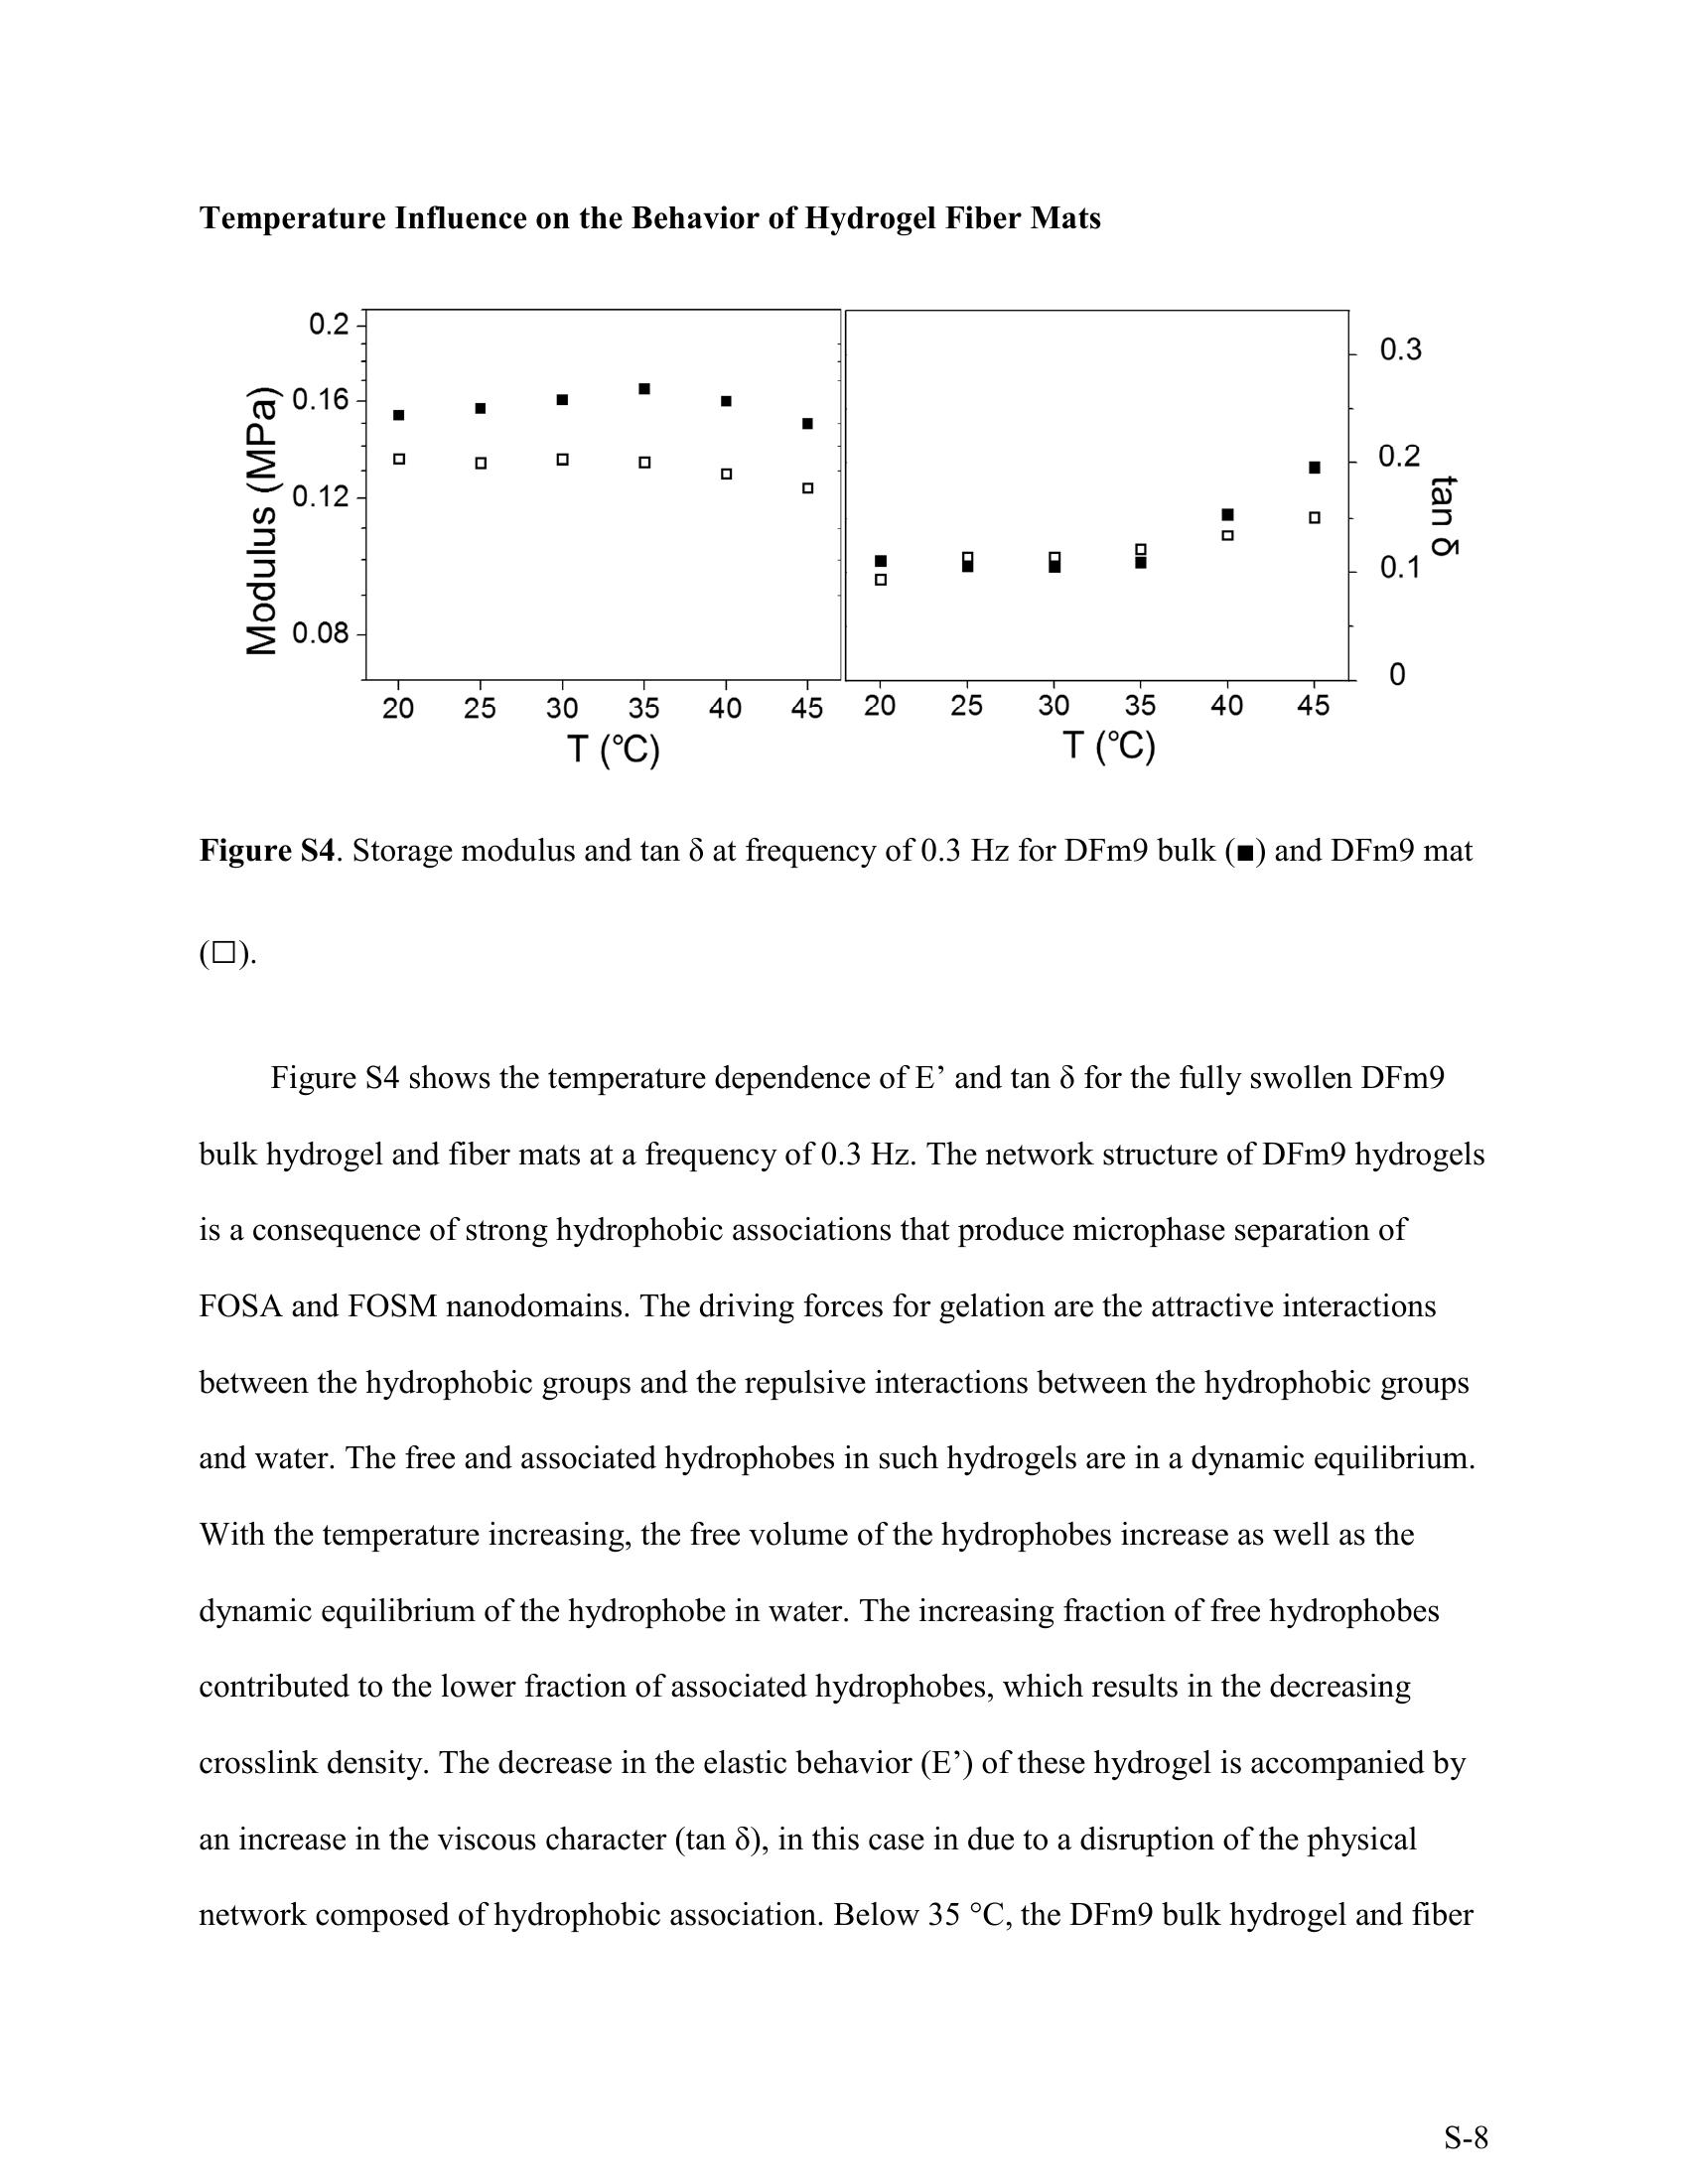 Temperature Influence on the Behavior of Hydrogel Fiber Mats
0.2
0.16
0.12
0.08
Modulus (MPa)
20 25 30 35 40 45
T (°C)
0.3
0.2
0.1
0
tan δ
20 25 30 35 40 45
T (°C)
Figure S4. Storage modulus and tan δ at frequency of 0.3 Hz for DFm9 bulk (■) and DFm9 mat
(□).
Figure S4 shows the temperature dependence of E’ and tan δ for the fully swollen DFm9
bulk hydrogel and fiber mats at a frequency of 0.3 Hz. The network structure of DFm9 hydrogels
is a consequence of strong hydrophobic associations that produce microphase separation of
FOSA and FOSM nanodomains. The driving forces for gelation are the attractive interactions
between the hydrophobic groups and the repulsive interactions between the hydrophobic groups
and water. The free and associated hydrophobes in such hydrogels are in a dynamic equilibrium.
With the temperature increasing, the free volume of the hydrophobes increase as well as the
dynamic equilibrium of the hydrophobe in water. The increasing fraction of free hydrophobes
contributed to the lower fraction of associated hydrophobes, which results in the decreasing
crosslink density. The decrease in the elastic behavior (E’) of these hydrogel is accompanied by
an increase in the viscous character (tan δ), in this case in due to a disruption of the physical
network composed of hydrophobic association. Below 35 °C, the DFm9 bulk hydrogel and fiber
S-8